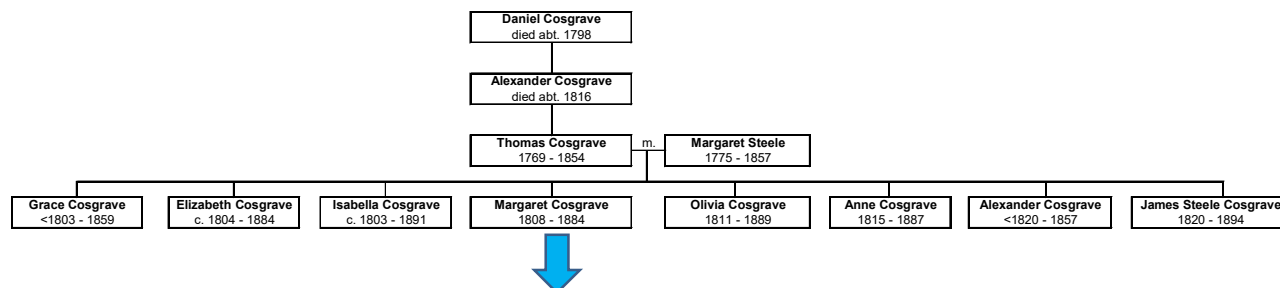 Daniel Cosgrave
died abt. 1798
Alexander Cosgrave
died abt. 1816
Thomas Cosgrave
1769 - 1854
m.
Margaret Steele
1775 - 1857
Grace Cosgrave
<1803 - 1859
Elizabeth Cosgrave
c. 1804 - 1884
Isabella Cosgrave
c. 1803 - 1891
Margaret Cosgrave
1808 - 1884
Olivia Cosgrave
1811 - 1889
Anne Cosgrave
1815 - 1887
Alexander Cosgrave
<1820 - 1857
James Steele Cosgrave
1820 - 1894